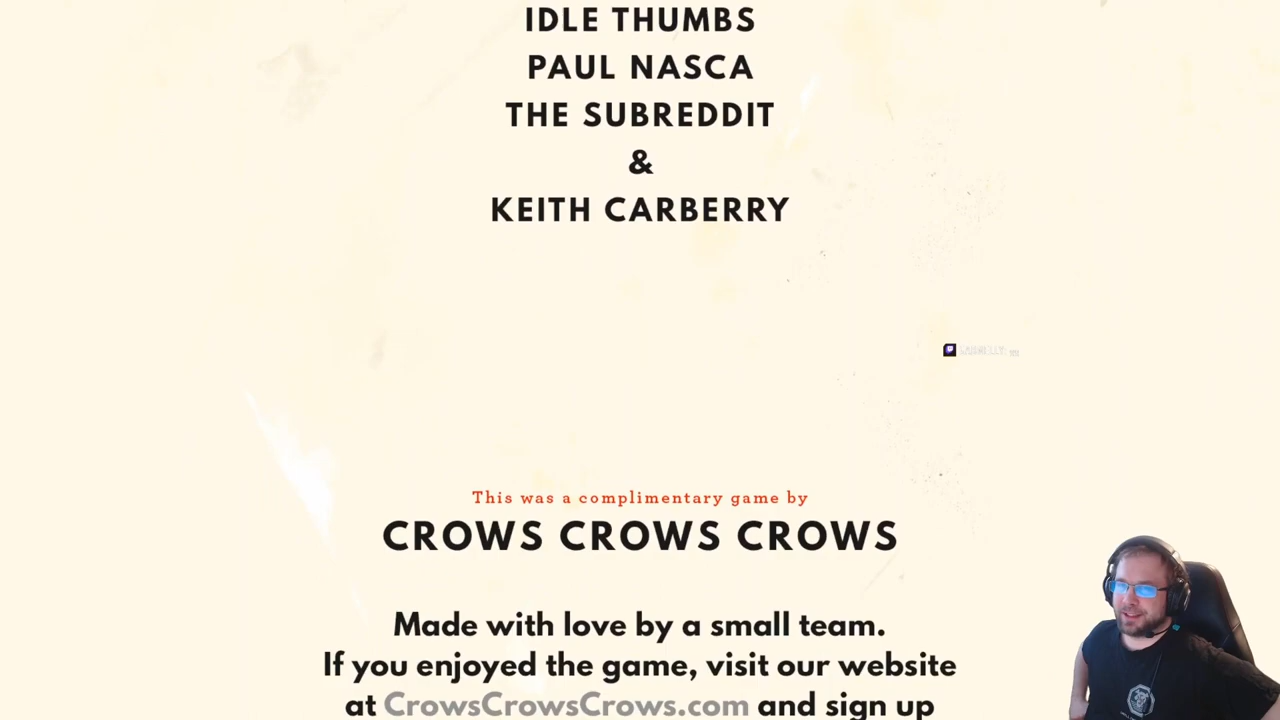 IDLE THUMBS
PAUL NASCA
THE SUBREDDIT
&
KEITH CARBERRY
This was a complimentary game by
CROWS CROWS CROWS
Made with love by a small team.
If you enjoyed the game, visit our website
at CrowsCrowsCrows.com and sign up